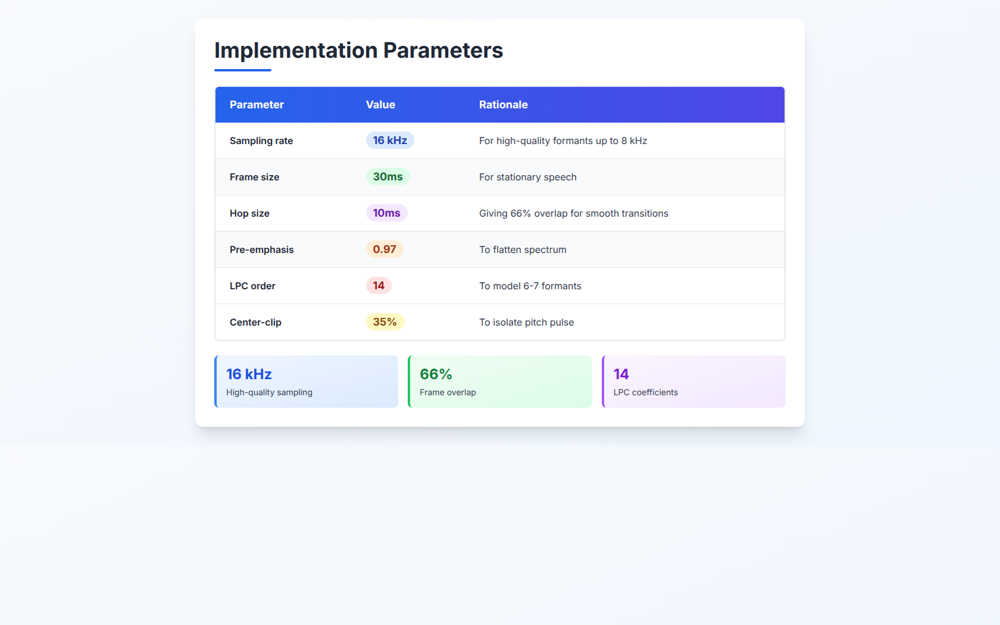 Implementation Parameters
Parameter Value Rationale
Sampling rate 16 kHz For high-quality formants up to 8 kHz
Frame size 30ms For stationary speech
Hop size 10ms Giving 66% overlap for smooth transitions
Pre-emphasis 0.97 To flatten spectrum
LPC order 14 To model 6-7 formants
Center-clip 35% To isolate pitch pulse
16 kHz
High-quality sampling
66%
Frame overlap
14
LPC coefficients